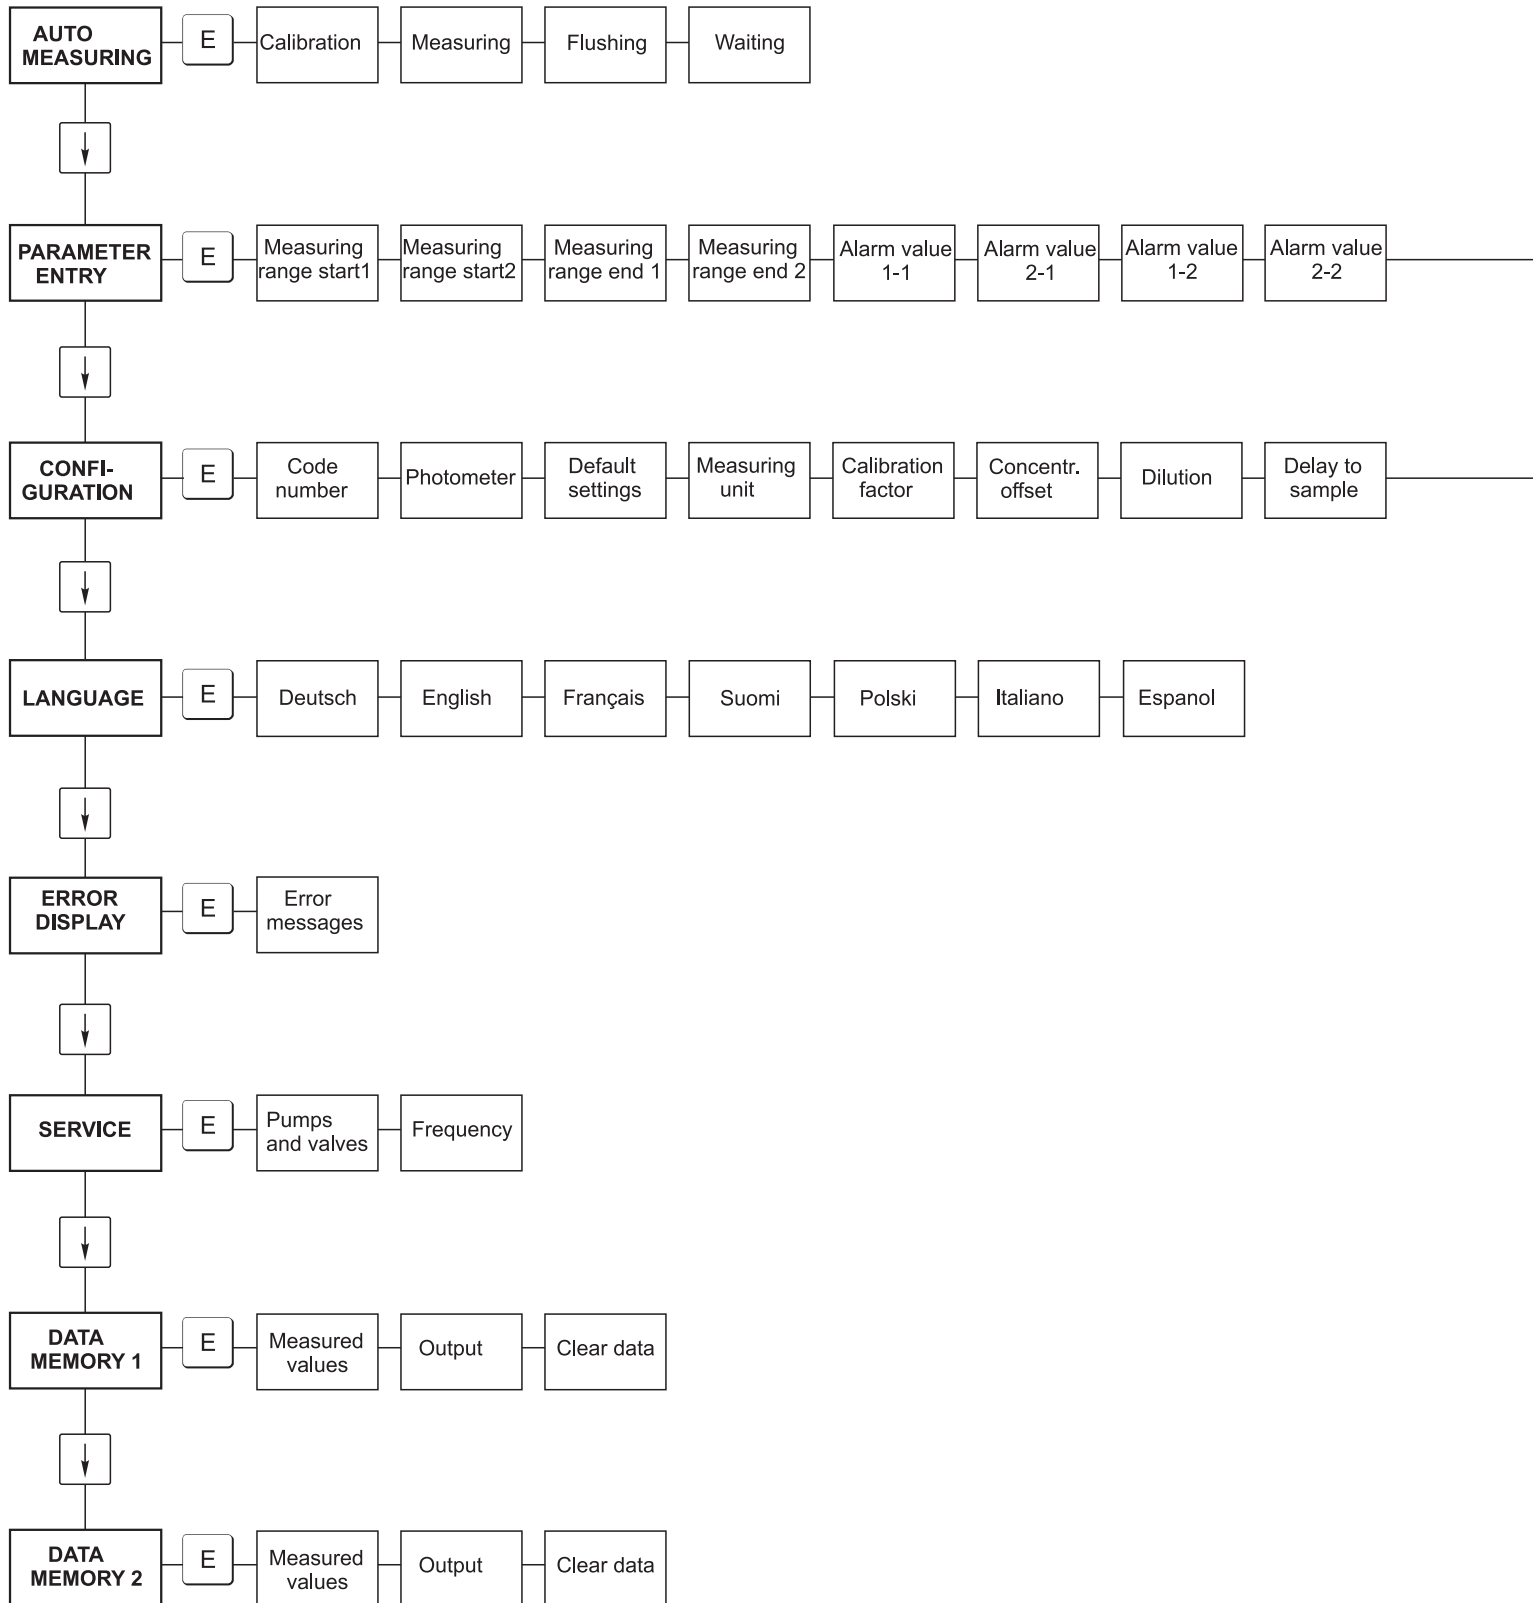 AUTO
MEASURING
E
Calibration
Measuring
Flushing
Waiting
PARAMETER
ENTRY
E
Measuring
range start1
Measuring
range start2
Measuring
range end 1
Measuring
range end 2
Alarm value
1-1
Alarm value
2-1
Alarm value
1-2
Alarm value
2-2
CONFI-
GURATION
E
Code
number
Photometer
Default
settings
Measuring
unit
Calibration
factor
Concentr.
offset
Dilution
Delay to
sample
LANGUAGE
E
Deutsch
English
Français
Suomi
Polski
Italiano
Espanol
ERROR
DISPLAY
E
Error
messages
SERVICE
E
Pumps
and valves
Frequency
DATA
MEMORY 1
E
Measured
values
Output
Clear data
DATA
MEMORY 2
E
Measured
values
Output
Clear data